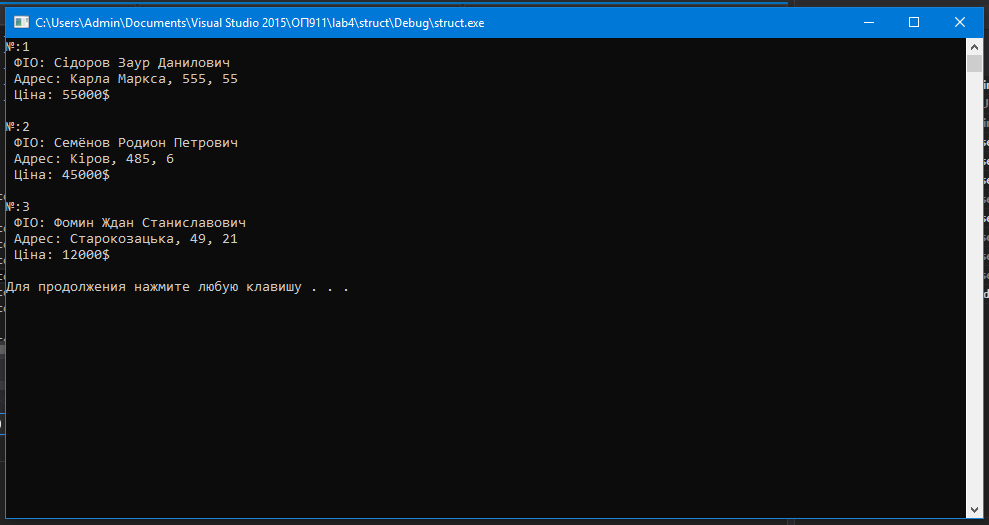 C:\Users\Admin\Documents\Visual Studio 2015\ОП911\lab4\struct\Debug\struct.exe
№:1
ФІО: Сідоров Заур Данилович
Адрес: Карла Маркса, 555, 55
Ціна: 55000$
№:2
ФІО: Семёнов Родион Петрович
Адрес: Кіров, 485, 6
Ціна: 45000$
№:3
ФІО: Фомин Ждан Станиславович
Адрес: Старокозацька, 49, 21
Ціна: 12000$
Для продолжения нажмите любую клавишу . . .